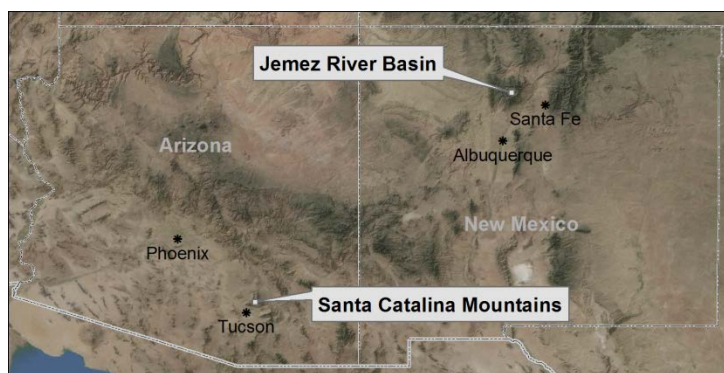 Jemez River Basin
Santa Fe
Arizona
Albuquerque
New Mexico
Phoenix
Santa Catalina Mountains
Tucson